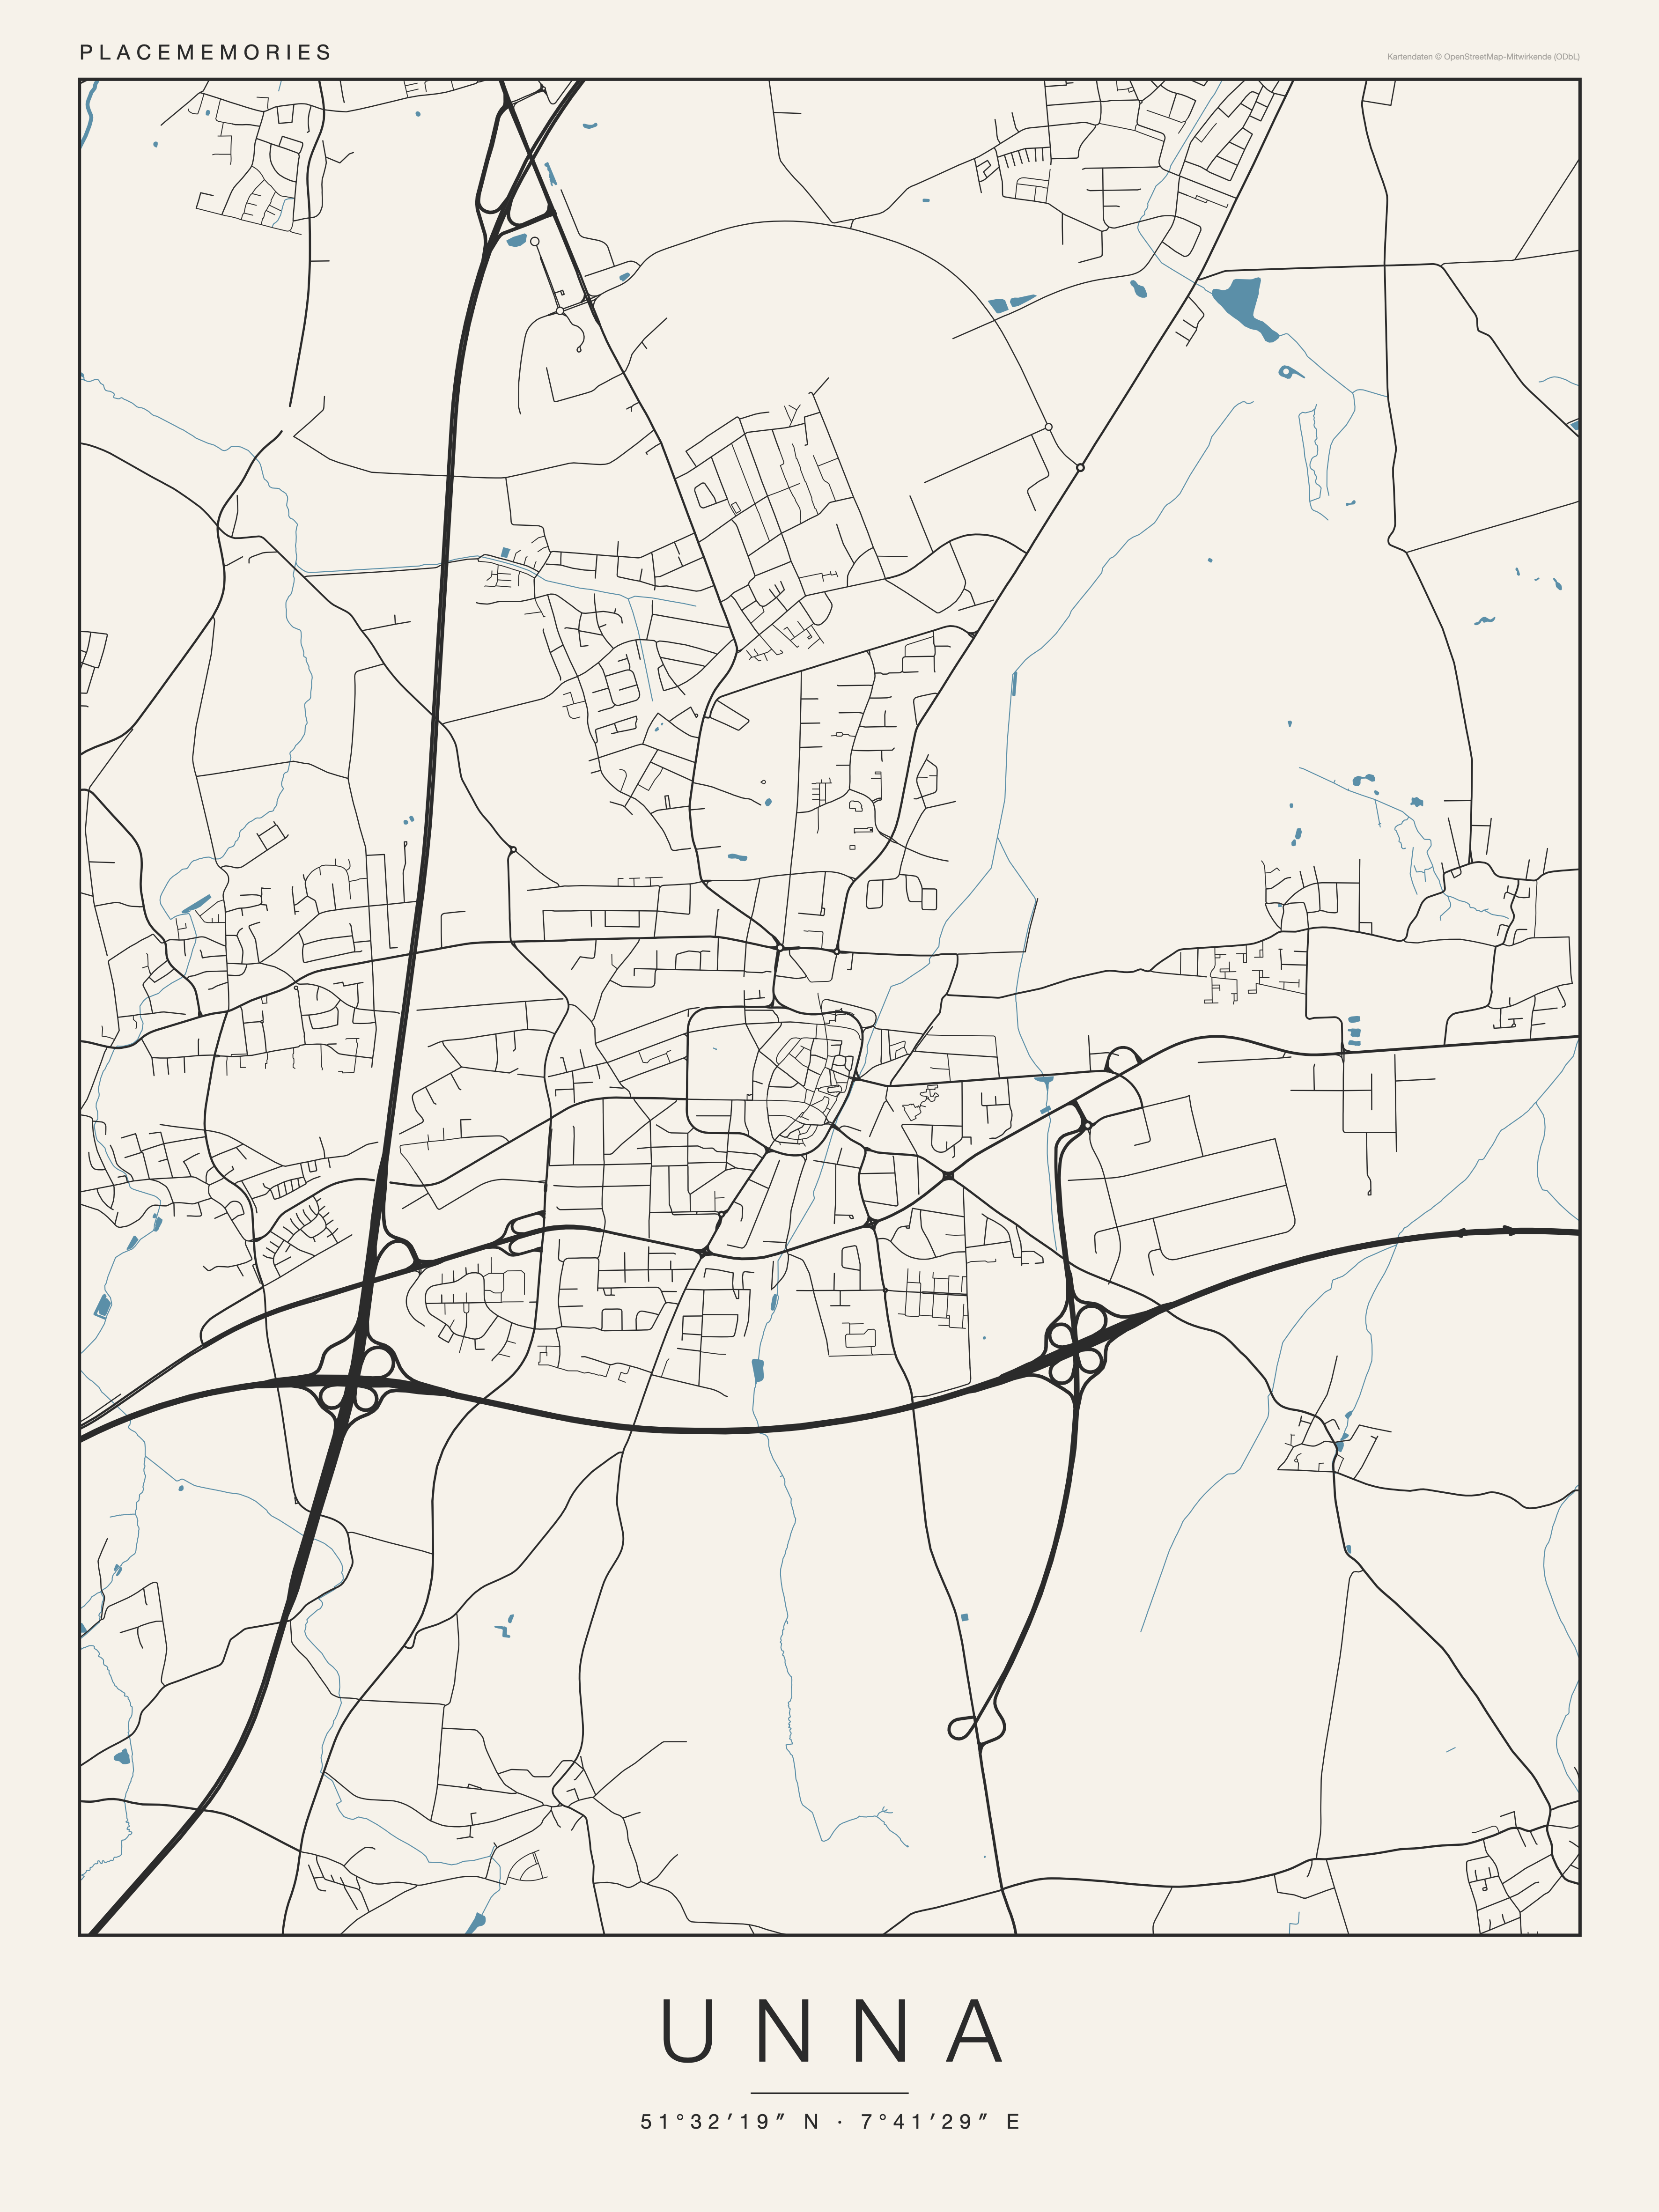 PLACEMEMORIES
Kartendaten © OpenStreetMap-Mitwirkende (ODbL)
UNNA
51°32′19″ N · 7°41′29″ E